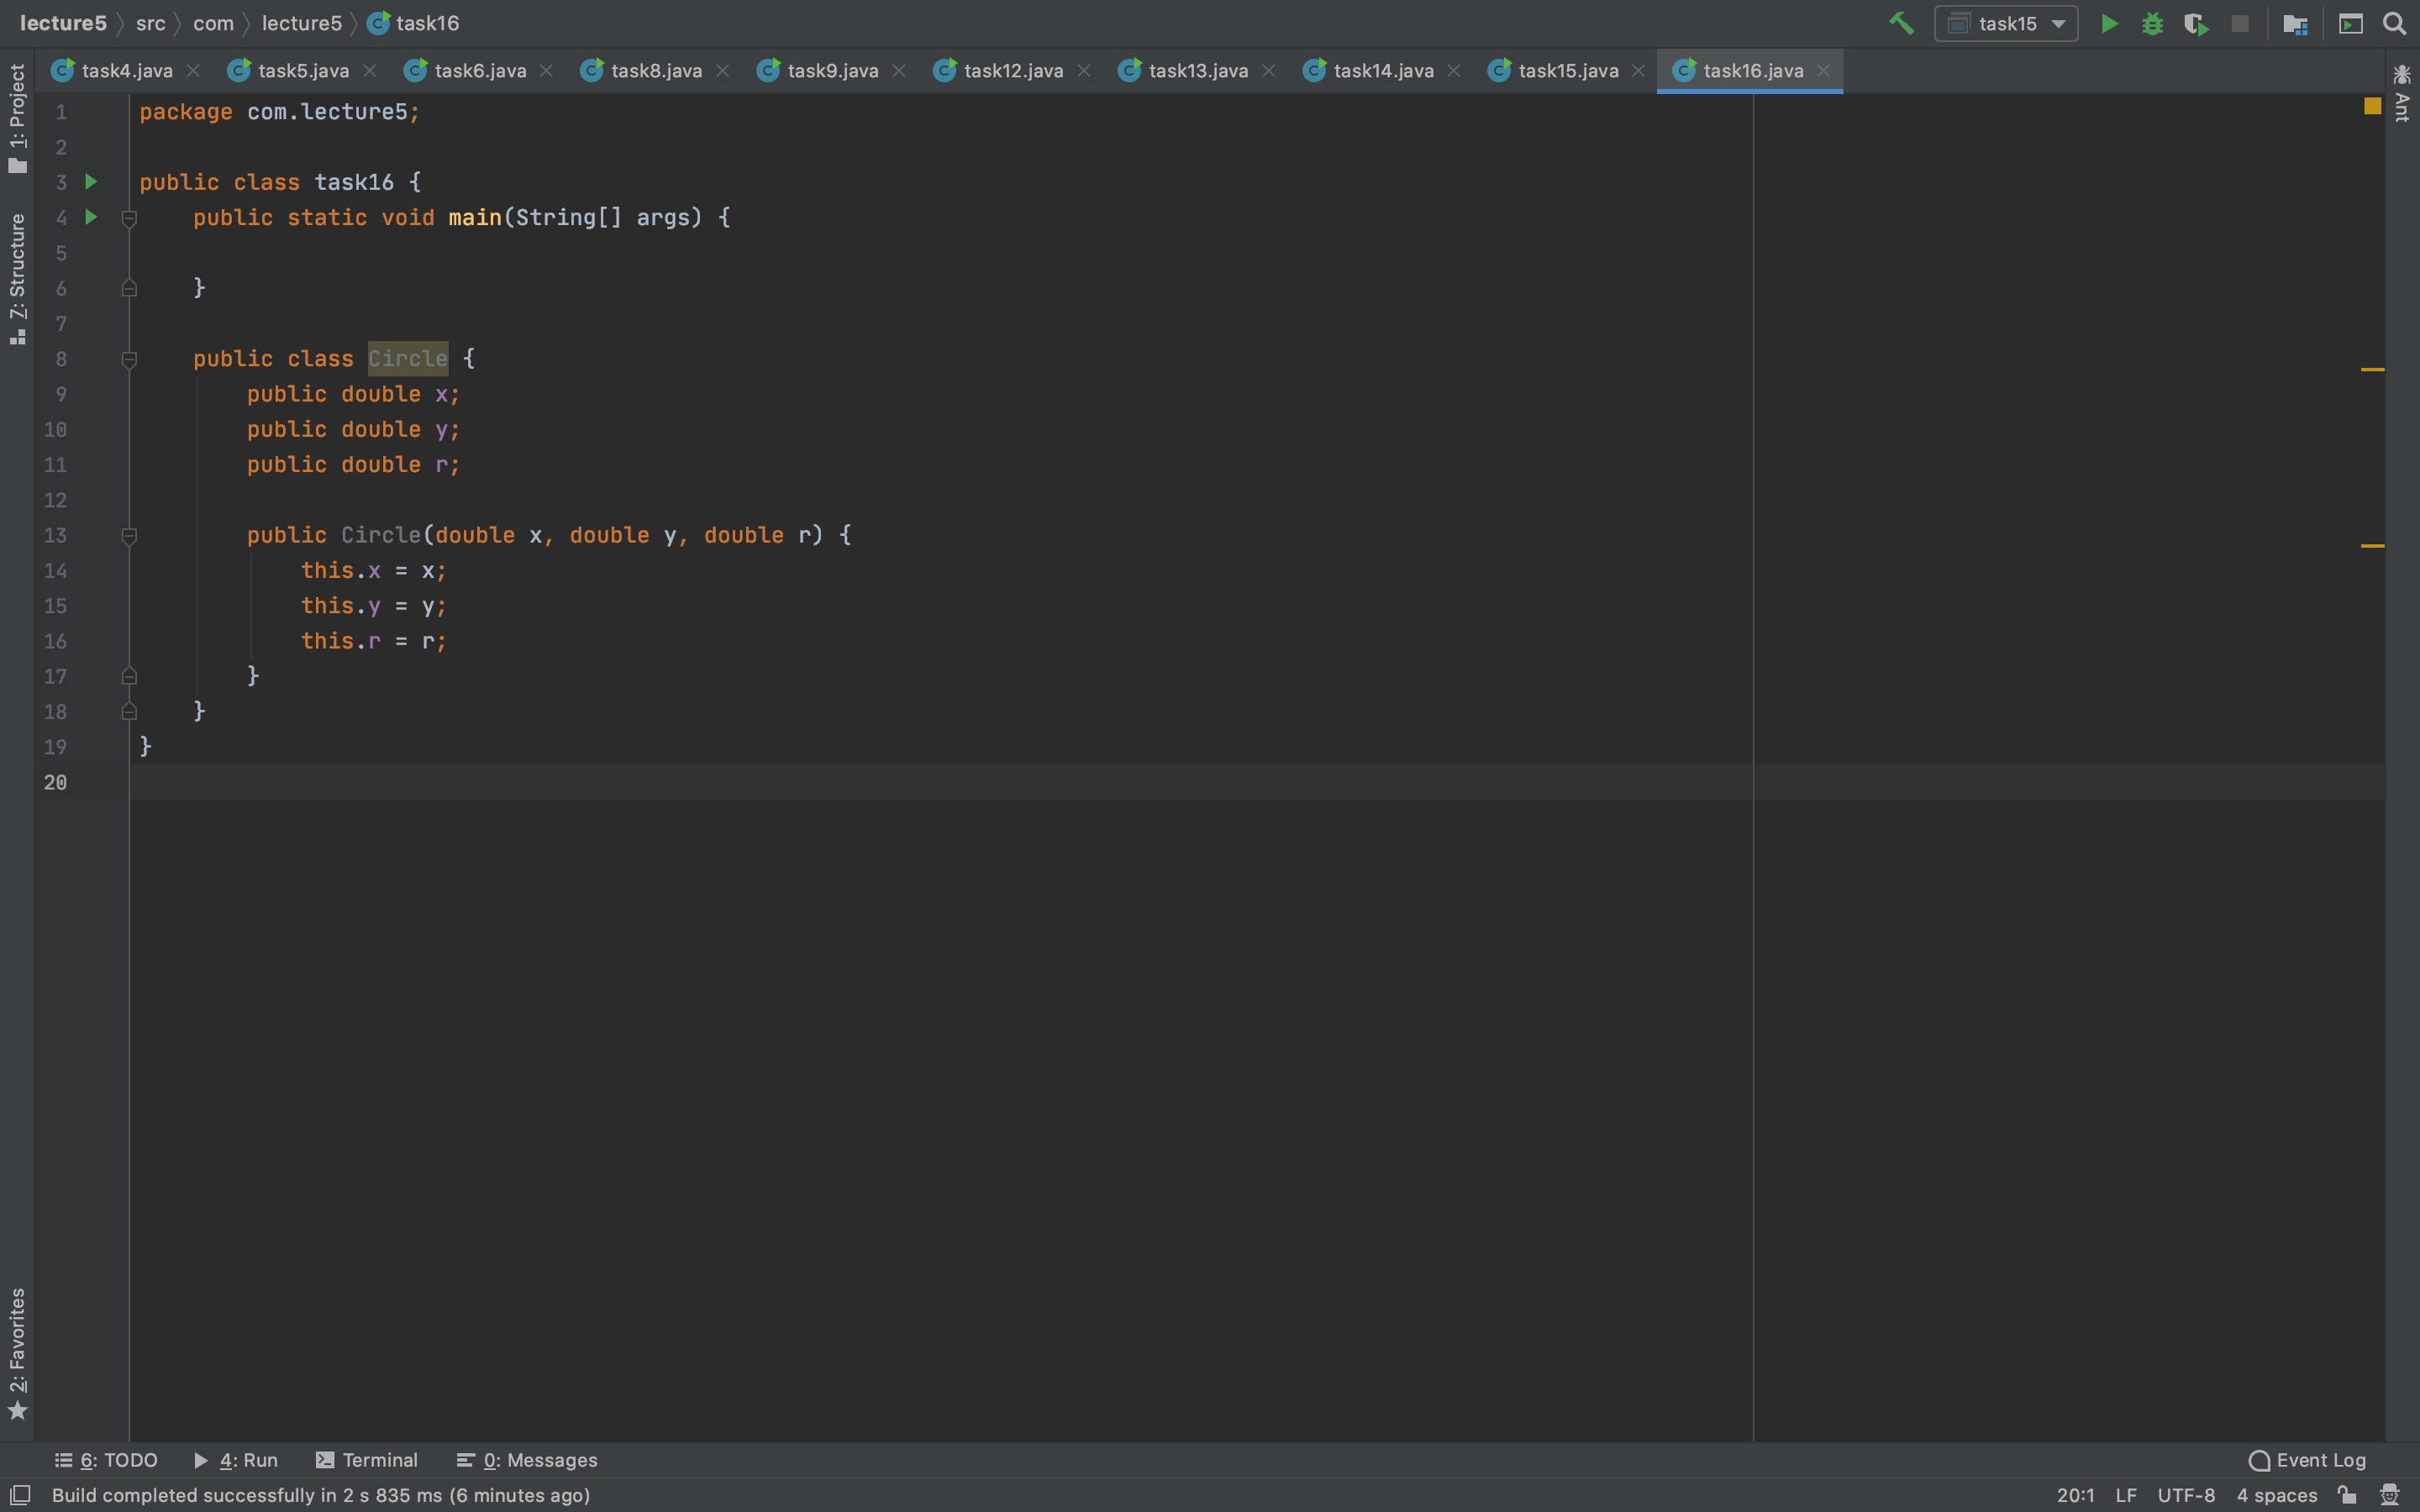 lecture5 src com lecture5 task16 task15
task4.java task5.java task6.java task8.java task9.java task12.java task13.java task14.java task15.java task16.java
1: Project
Z: Structure
2: Favorites
Ant
1 package com.lecture5;
2
3 public class task16 {
4 public static void main(String[] args) {
5
6 }
7
8 public class Circle {
9 public double x;
10 public double y;
11 public double r;
12
13 public Circle(double x, double y, double r) {
14 this.x = x;
15 this.y = y;
16 this.r = r;
17 }
18 }
19 }
20
6: TODO 4: Run Terminal 0: Messages Event Log
Build completed successfully in 2 s 835 ms (6 minutes ago) 20:1 LF UTF-8 4 spaces